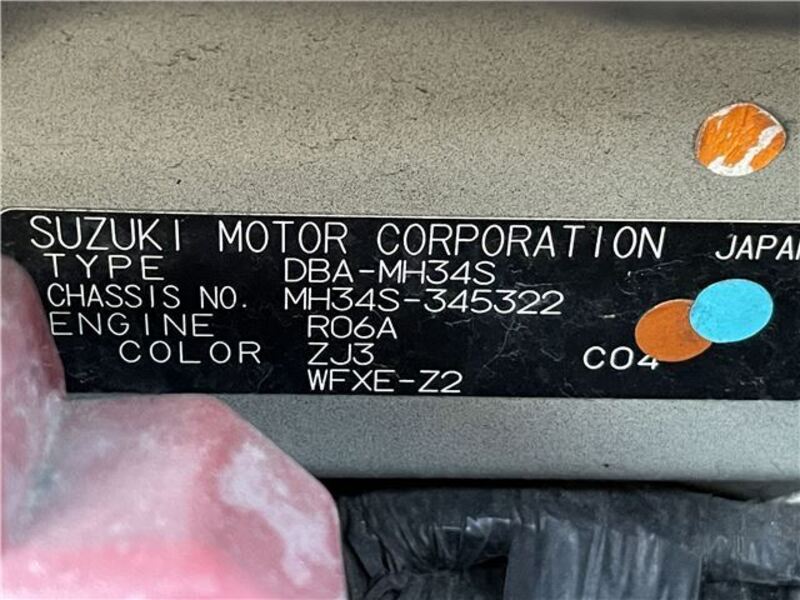 SUZUKI MOTOR CORPORATION JAPAN
TYPE DBA-MH34S
CHASSIS NO. MH34S-345322
ENGINE R06A
COLOR ZJ3 C04
WFXE-Z2